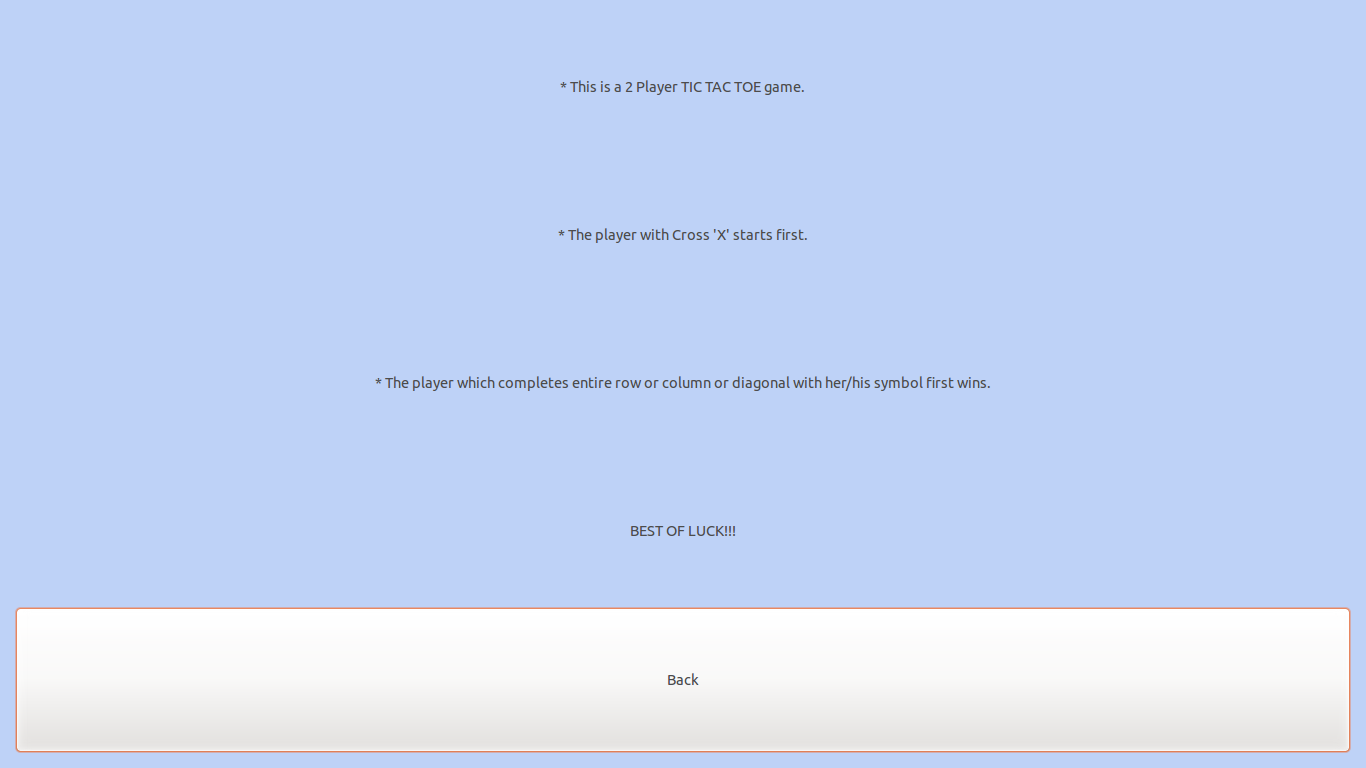 * This is a 2 Player TIC TAC TOE game.
* The player with Cross 'X' starts first.
* The player which completes entire row or column or diagonal with her/his symbol first wins.
BEST OF LUCK!!!
Back